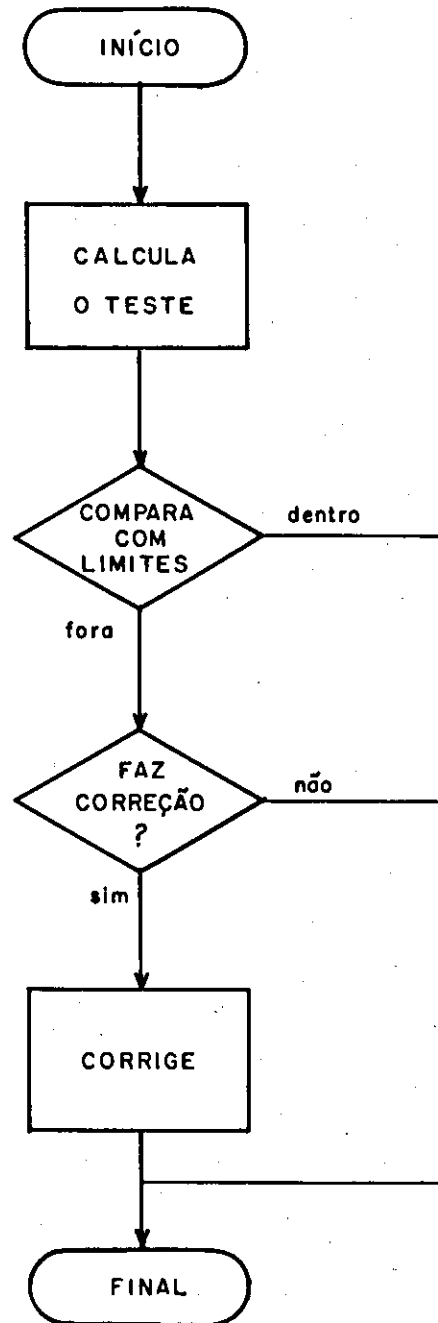 INÍCIO
CALCULA
O TESTE
COMPARA
COM
LIMITES
dentro
fora
FAZ
CORREÇÃO
?
não
sim
CORRIGE
FINAL